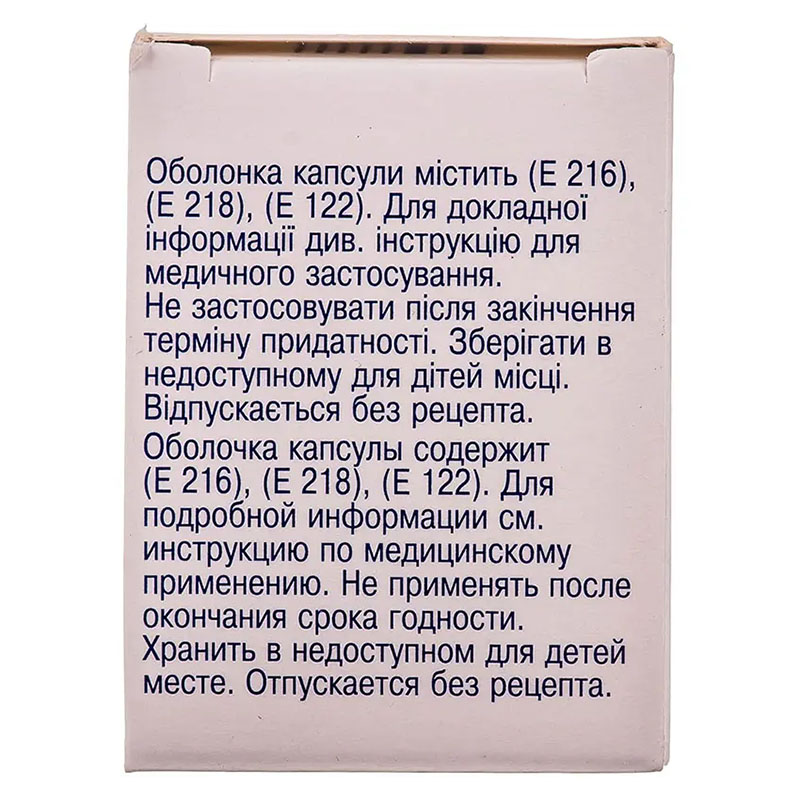 Оболонка капсули містить (Е 216),
(Е 218), (Е 122). Для докладної
інформації див. інструкцію для
медичного застосування.
Не застосовувати після закінчення
терміну придатності. Зберігати в
недоступному для дітей місці.
Відпускається без рецепта.
Оболочка капсулы содержит
(Е 216), (Е 218), (Е 122). Для
подробной информации см.
инструкцию по медицинскому
применению. Не применять после
окончания срока годности.
Хранить в недоступном для детей
месте. Отпускается без рецепта.